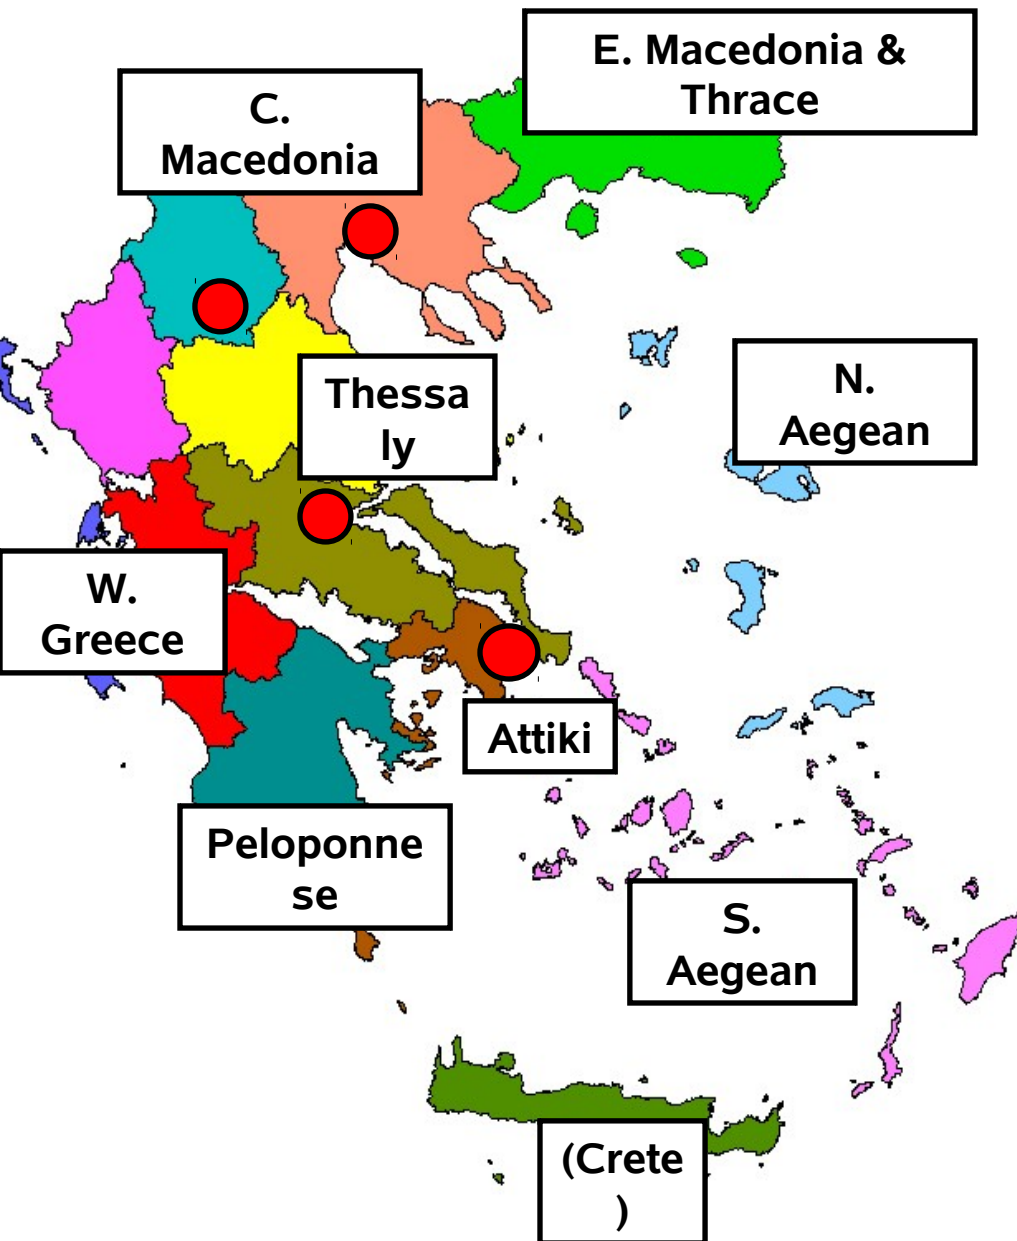 E. Macedonia &
Thrace
C.
Macedonia
Thessa
ly
N.
Aegean
W.
Greece
Attiki
Peloponne
se
S.
Aegean
(Crete
)